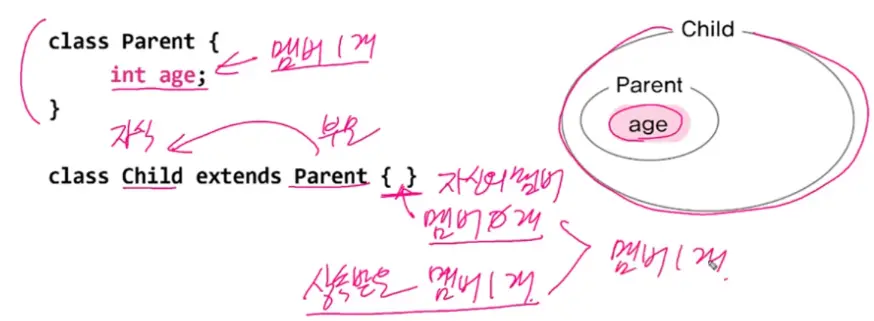 class Parent {
int age; 멤버 1개
}
자식 부모
class Child extends Parent { } 자신의 멤버
멤버 0개
상속받은 멤버 1개
멤버 1개.
Child
Parent
age